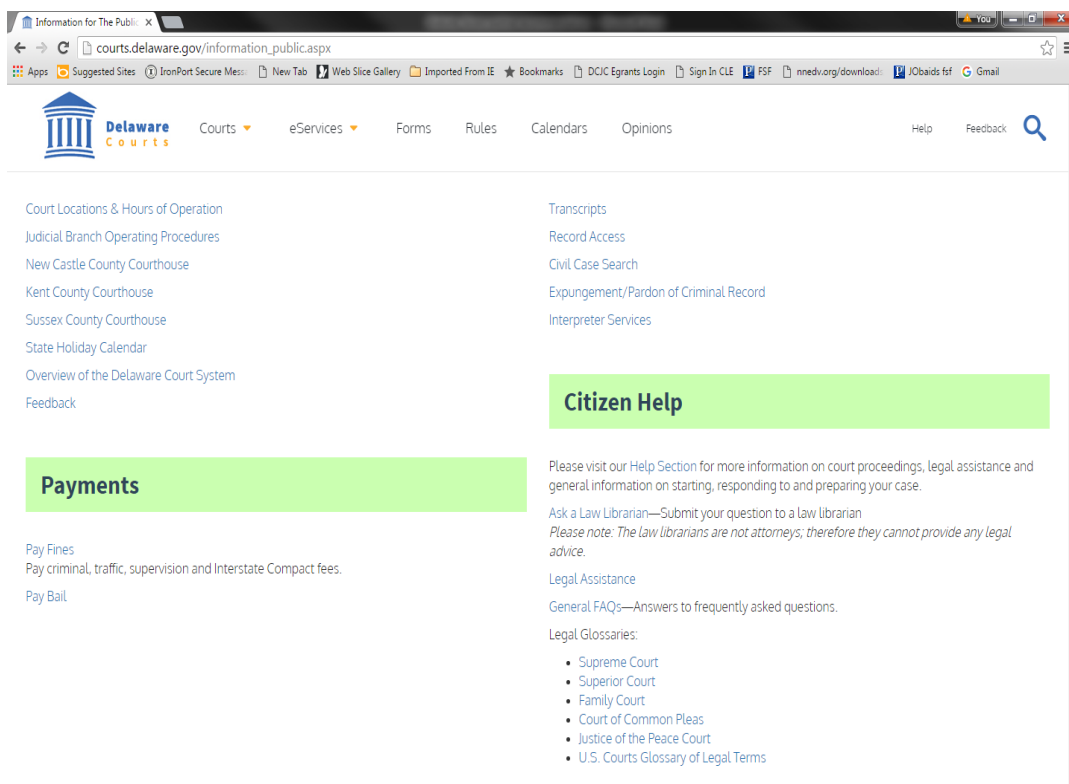 Information for The Public
You
courts.delaware.gov/information_public.aspx
Apps Suggested Sites IronPort Secure Mess New Tab Web Slice Gallery Imported From IE Bookmarks DCJC Egrants Login Sign In CLE FSF nnedv.org/download JObaids fsf Gmail
Delaware
Courts
Courts eServices Forms Rules Calendars Opinions Help Feedback
Court Locations & Hours of Operation
Judicial Branch Operating Procedures
New Castle County Courthouse
Kent County Courthouse
Sussex County Courthouse
State Holiday Calendar
Overview of the Delaware Court System
Feedback
Payments
Pay Fines
Pay criminal, traffic, supervision and Interstate Compact fees.
Pay Bail
Transcripts
Record Access
Civil Case Search
Expungement/Pardon of Criminal Record
Interpreter Services
Citizen Help
Please visit our Help Section for more information on court proceedings, legal assistance and
general information on starting, responding to and preparing your case.
Ask a Law Librarian—Submit your question to a law librarian
Please note: The law librarians are not attorneys; therefore they cannot provide any legal
advice.
Legal Assistance
General FAQs—Answers to frequently asked questions.
Legal Glossaries:
• Supreme Court
• Superior Court
• Family Court
• Court of Common Pleas
• Justice of the Peace Court
• U.S. Courts Glossary of Legal Terms